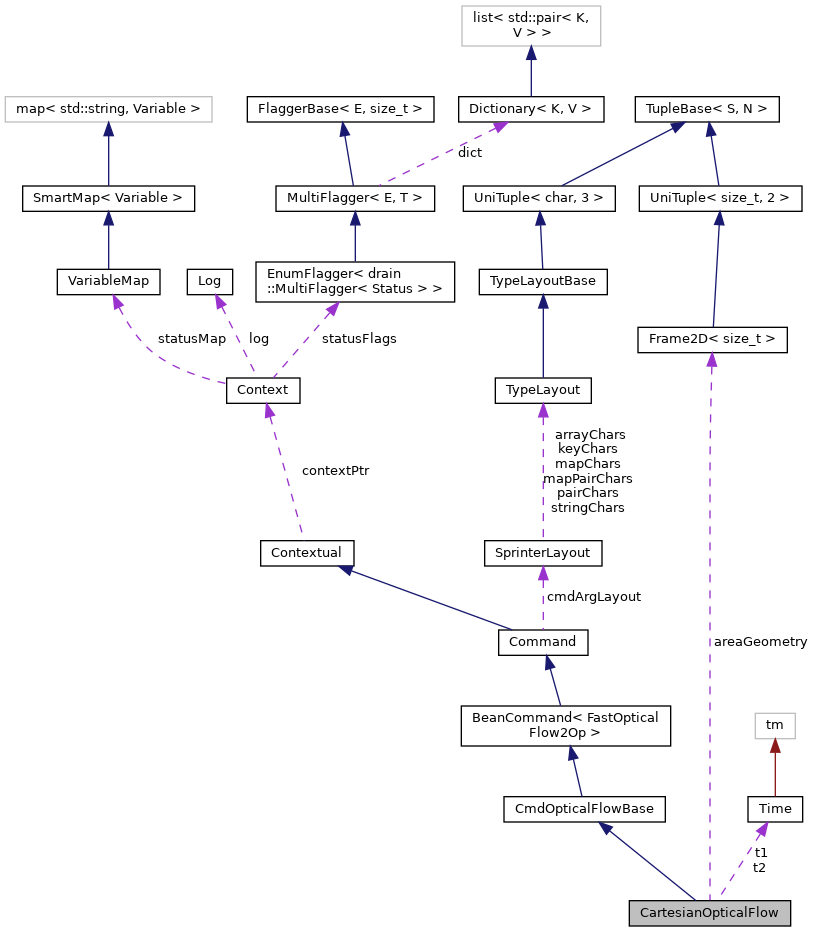 list< std::pair< K,
V > >
map< std::string, Variable >
FlaggerBase< E, size_t >
Dictionary< K, V >
TupleBase< S, N >
dict
SmartMap< Variable >
MultiFlagger< E, T >
UniTuple< char, 3 >
UniTuple< size_t, 2 >
VariableMap
Log
EnumFlagger< drain
::MultiFlagger< Status > >
TypeLayoutBase
statusMap
log
statusFlags
Frame2D< size_t >
Context
TypeLayout
arrayChars
keyChars
mapChars
mapPairChars
pairChars
stringChars
contextPtr
Contextual
SprinterLayout
cmdArgLayout
Command
areaGeometry
BeanCommand< FastOptical
Flow2Op >
tm
CmdOpticalFlowBase
Time
t1
t2
CartesianOpticalFlow